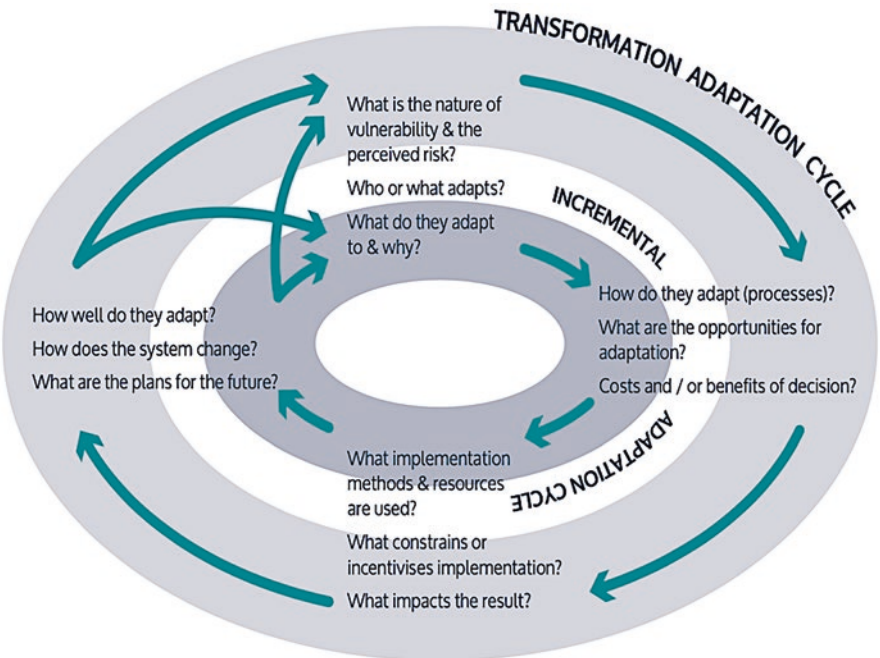 TRANSFORMATION ADAPTATION CYCLE
What is the nature of
vulnerability & the
perceived risk?
Who or what adapts?
What do they adapt
to & why?
INCREMENTAL
ADAPTATION CYCLE
How do they adapt (processes)?
What are the opportunities for
adaptation?
Costs and / or benefits of decision?
What implementation
methods & resources
are used?
What constrains or
incentivises implementation?
What impacts the result?
How well do they adapt?
How does the system change?
What are the plans for the future?